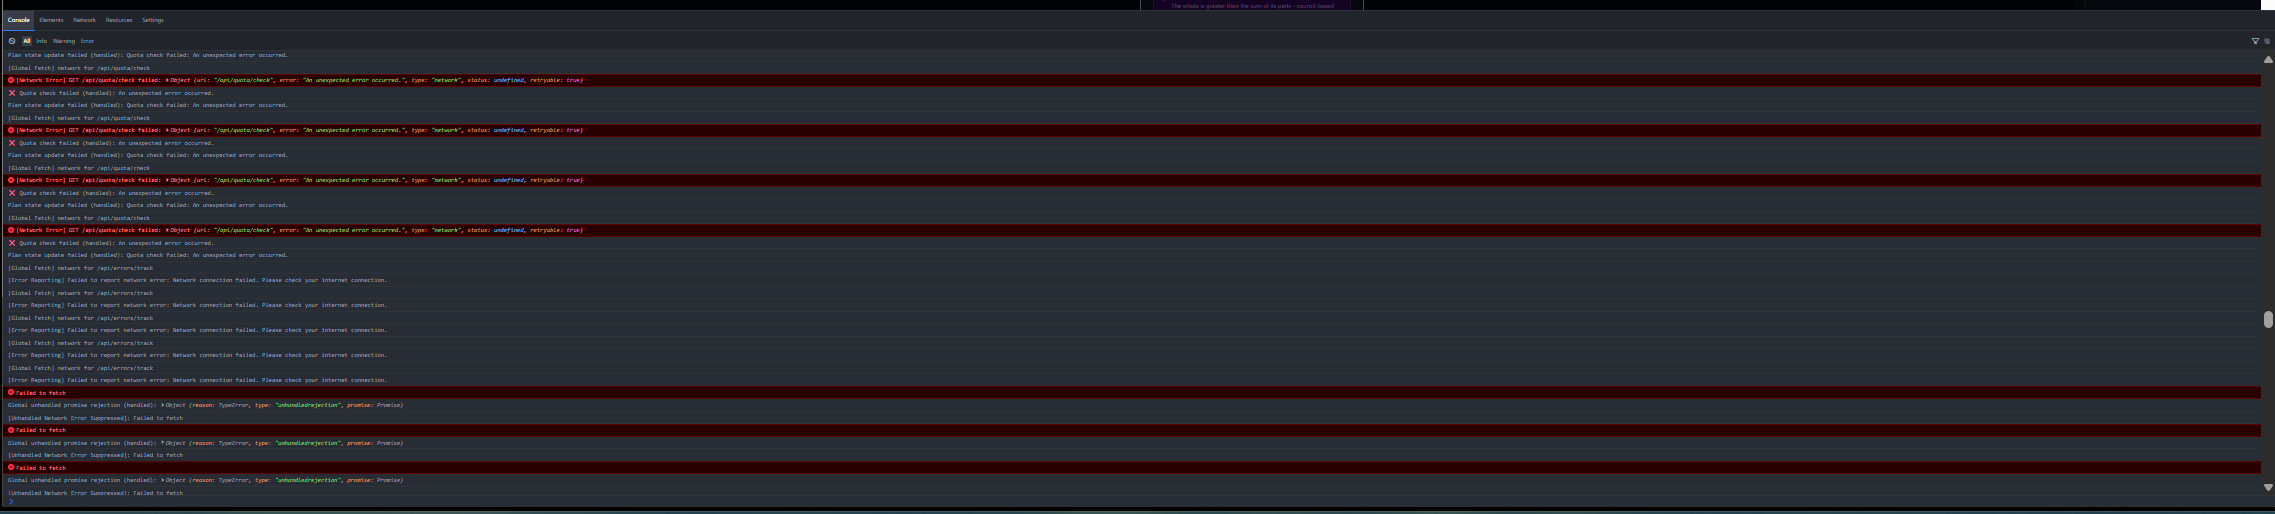 The whole is greater than the sum of its parts - council-based
Console Elements Network Resources Settings
All Info Warning Error
Plan state update failed (handled): Quota check failed: An unexpected error occurred.
[Global Fetch] network for /api/quota/check
[Network Error] GET /api/quota/check failed: Object {url: "/api/quota/check", error: "An unexpected error occurred.", type: "network", status: undefined, retryable: true}
Quota check failed (handled): An unexpected error occurred.
Plan state update failed (handled): Quota check failed: An unexpected error occurred.
[Global Fetch] network for /api/quota/check
[Network Error] GET /api/quota/check failed: Object {url: "/api/quota/check", error: "An unexpected error occurred.", type: "network", status: undefined, retryable: true}
Quota check failed (handled): An unexpected error occurred.
Plan state update failed (handled): Quota check failed: An unexpected error occurred.
[Global Fetch] network for /api/quota/check
[Network Error] GET /api/quota/check failed: Object {url: "/api/quota/check", error: "An unexpected error occurred.", type: "network", status: undefined, retryable: true}
Quota check failed (handled): An unexpected error occurred.
Plan state update failed (handled): Quota check failed: An unexpected error occurred.
[Global Fetch] network for /api/quota/check
[Network Error] GET /api/quota/check failed: Object {url: "/api/quota/check", error: "An unexpected error occurred.", type: "network", status: undefined, retryable: true}
Quota check failed (handled): An unexpected error occurred.
Plan state update failed (handled): Quota check failed: An unexpected error occurred.
[Global Fetch] network for /api/errors/track
[Error Reporting] Failed to report network error: Network connection failed. Please check your internet connection.
[Global Fetch] network for /api/errors/track
[Error Reporting] Failed to report network error: Network connection failed. Please check your internet connection.
[Global Fetch] network for /api/errors/track
[Error Reporting] Failed to report network error: Network connection failed. Please check your internet connection.
[Global Fetch] network for /api/errors/track
[Error Reporting] Failed to report network error: Network connection failed. Please check your internet connection.
[Global Fetch] network for /api/errors/track
[Error Reporting] Failed to report network error: Network connection failed. Please check your internet connection.
Failed to fetch
Global unhandled promise rejection (handled): Object {reason: TypeError, type: "unhandledrejection", promise: Promise}
[Unhandled Network Error Suppressed]: Failed to fetch
Failed to fetch
Global unhandled promise rejection (handled): Object {reason: TypeError, type: "unhandledrejection", promise: Promise}
[Unhandled Network Error Suppressed]: Failed to fetch
Failed to fetch
Global unhandled promise rejection (handled): Object {reason: TypeError, type: "unhandledrejection", promise: Promise}
[Unhandled Network Error Suppressed]: Failed to fetch